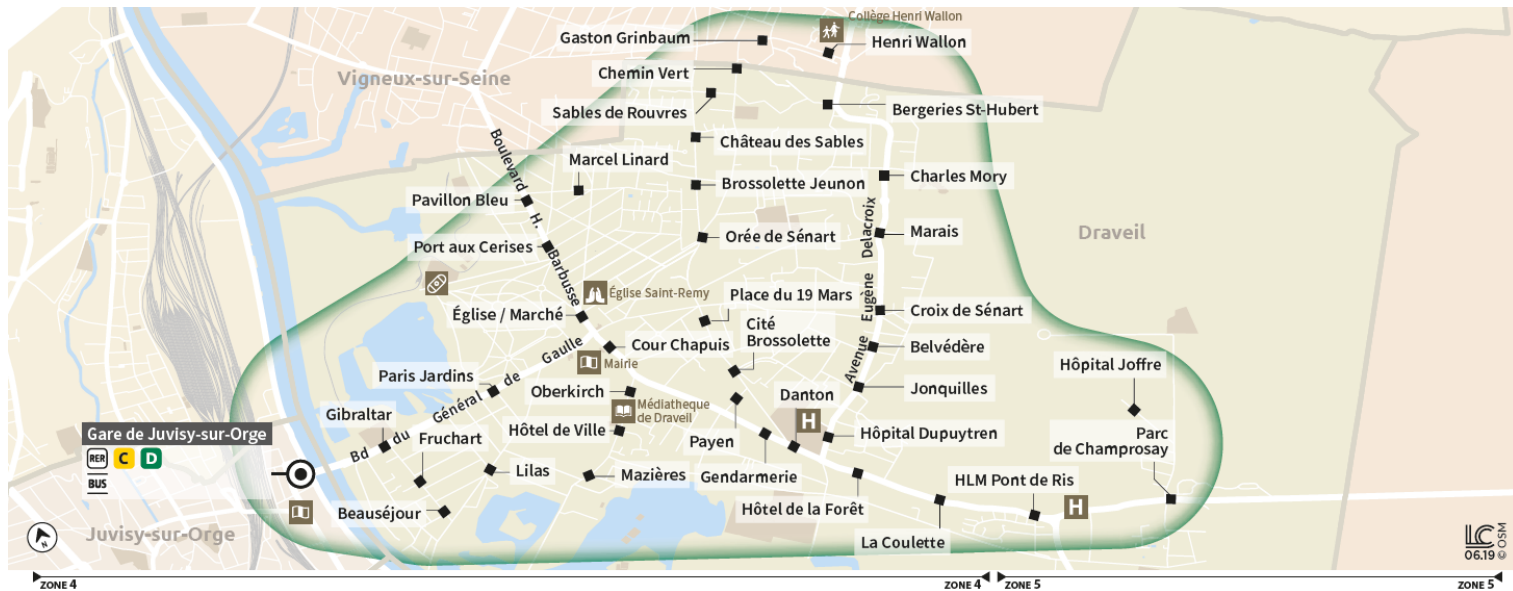 Collège Henri Wallon
Gaston Grinbaum
Henri Wallon
Vigneux-sur-Seine
Chemin Vert
Sables de Rouvres
Bergeries St-Hubert
Château des Sables
Boulevard H. Barbusse
Marcel Linard
Brossolette Jeunon
Charles Mory
Pavillon Bleu
Orée de Sénart
Avenue Eugène Delacroix
Marais
Draveil
Port aux Cerises
Église Saint-Remy
Place du 19 Mars
Église / Marché
Croix de Sénart
Cité
Brossolette
Cour Chapuis
Belvédère
Mairie
Hôpital Joffre
Paris Jardins
Bd du Général de Gaulle
Oberkirch
Danton
Jonquilles
Médiathèque
de Draveil
Gibraltar
H
Gare de Juvisy-sur-Orge
Fruchart
Hôtel de Ville
Payen
Hôpital Dupuytren
Parc
de Champrosay
RER C D
BUS
Lilas
Mazières
Gendarmerie
HLM Pont de Ris
H
Beauséjour
Hôtel de la Forêt
Juvisy-sur-Orge
La Coulette
N
LC
06.19 © OSM
ZONE 4
ZONE 4
ZONE 5
ZONE 5